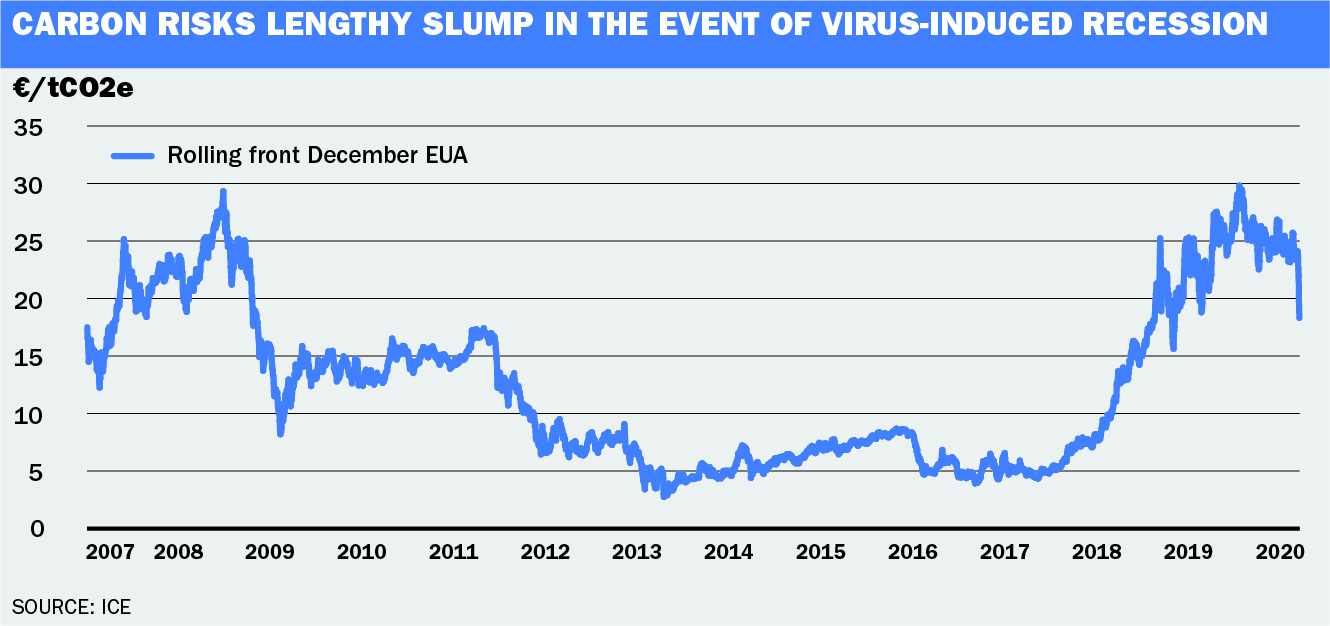 CARBON RISKS LENGTHY SLUMP IN THE EVENT OF VIRUS-INDUCED RECESSION
€/tCO2e
35
Rolling front December EUA
30
25
20
15
10
5
0
2007 2008 2009 2010 2011 2012 2013 2014 2015 2016 2017 2018 2019 2020
SOURCE: ICE